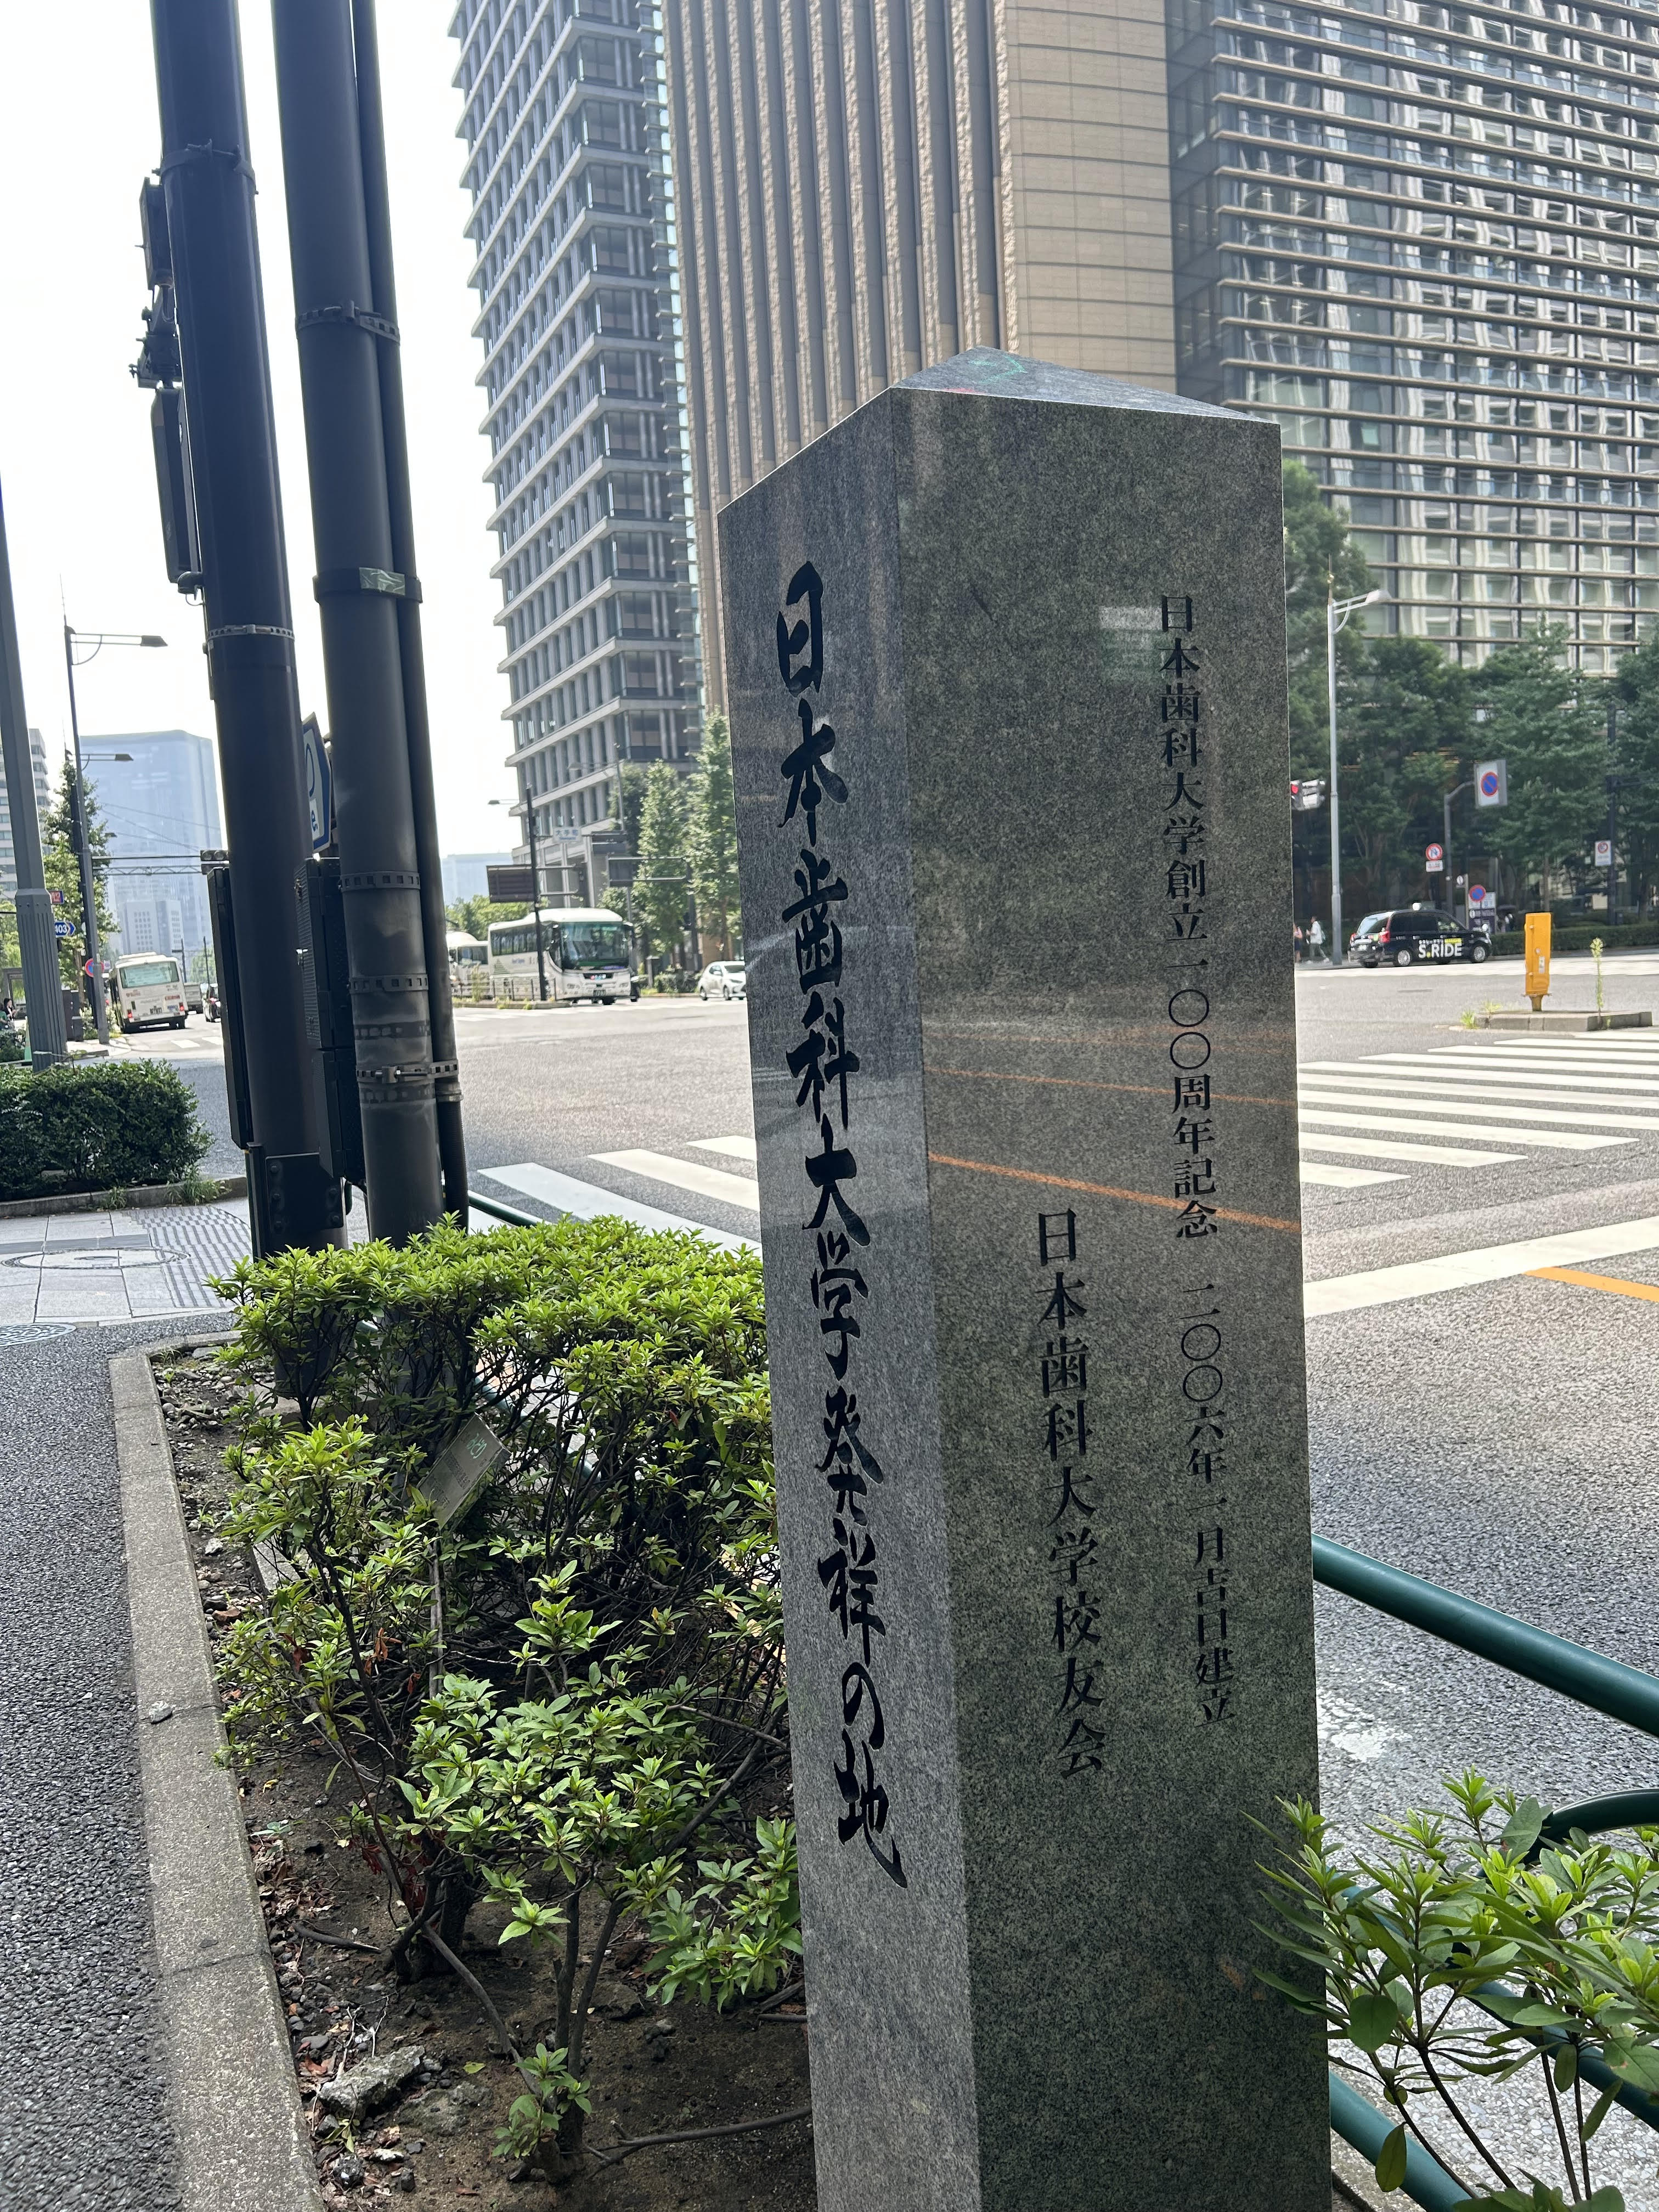 日本歯科大学発祥の地
日本歯科大学創立一〇〇周年記念　二〇〇六年一月吉日建立
日本歯科大学校友会
S.RIDE
403